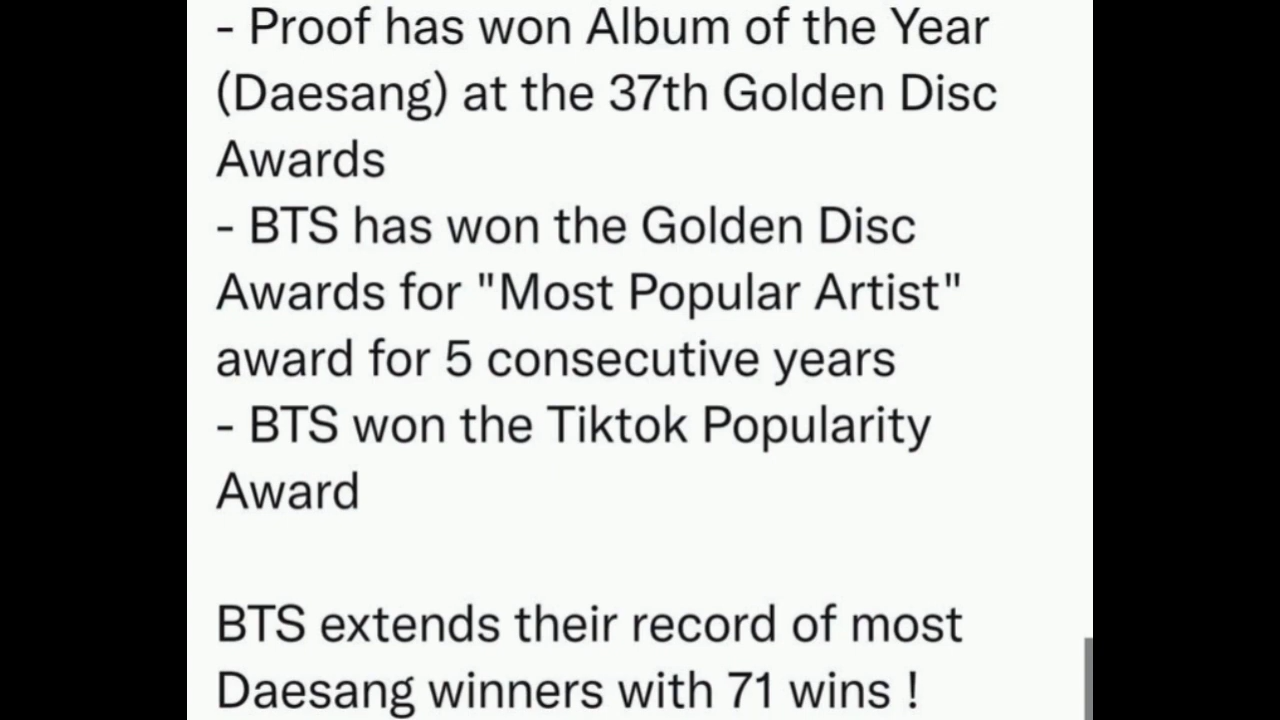 - Proof has won Album of the Year
(Daesang) at the 37th Golden Disc
Awards
- BTS has won the Golden Disc
Awards for "Most Popular Artist"
award for 5 consecutive years
- BTS won the Tiktok Popularity
Award
BTS extends their record of most
Daesang winners with 71 wins !